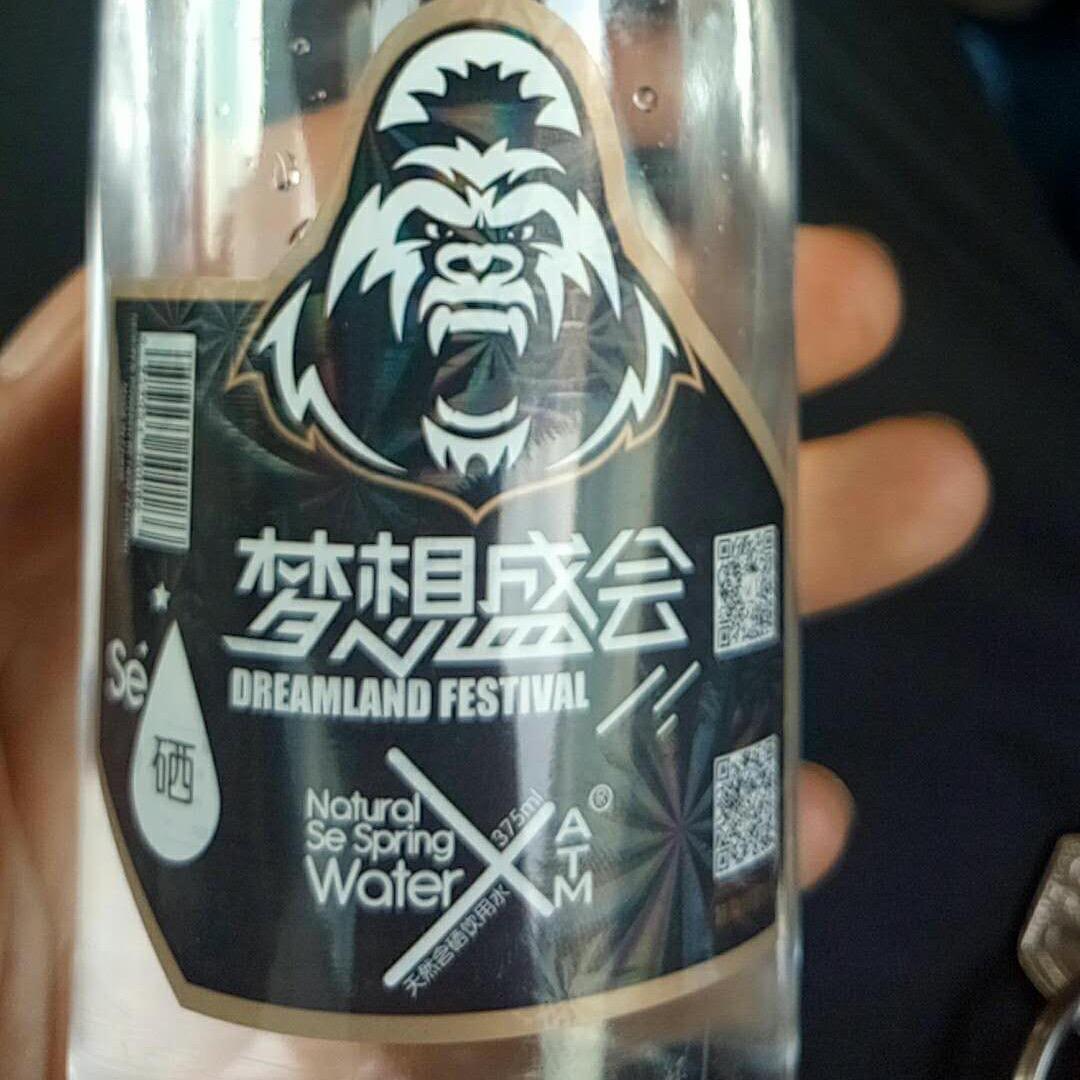 梦想盛会
DREAMLAND FESTIVAL
Sé
硒
Natural
Se Spring
Water
375ml
天然含硒饮用水
ATM®